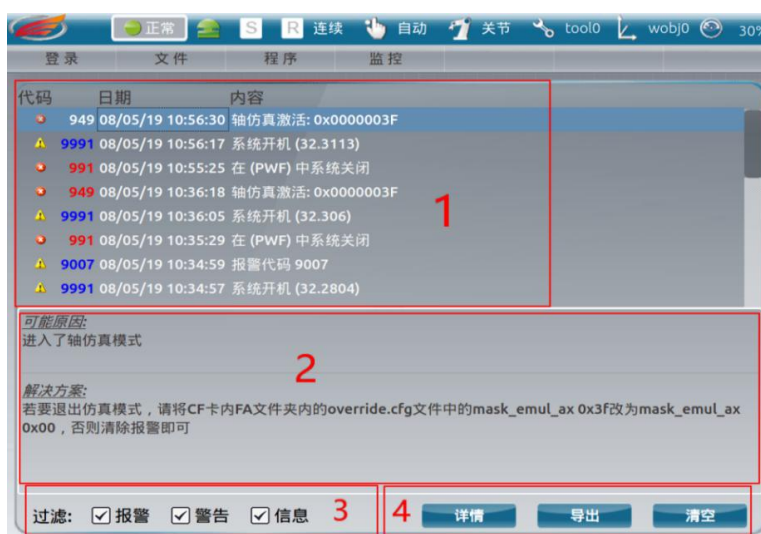 正常 S R 连续 自动 关节 tool0 wobj0 30%
登录 文件 程序 监控
代码 日期 内容
949 08/05/19 10:56:30 轴仿真激活: 0x0000003F
9991 08/05/19 10:56:17 系统开机 (32.3113)
991 08/05/19 10:55:25 在 (PWF) 中系统关闭
949 08/05/19 10:36:18 轴仿真激活: 0x0000003F
1
9991 08/05/19 10:36:05 系统开机 (32.306)
991 08/05/19 10:35:29 在 (PWF) 中系统关闭
9007 08/05/19 10:34:59 报警代码 9007
9991 08/05/19 10:34:57 系统开机 (32.2804)
可能原因:
进入了轴仿真模式
2
解决方案:
若要退出仿真模式，请将CF卡内FA文件夹内的override.cfg文件中的mask_emul_ax 0x3f改为mask_emul_ax
0x00，否则清除报警即可
过滤: 报警 警告 信息 3 4 详情 导出 清空